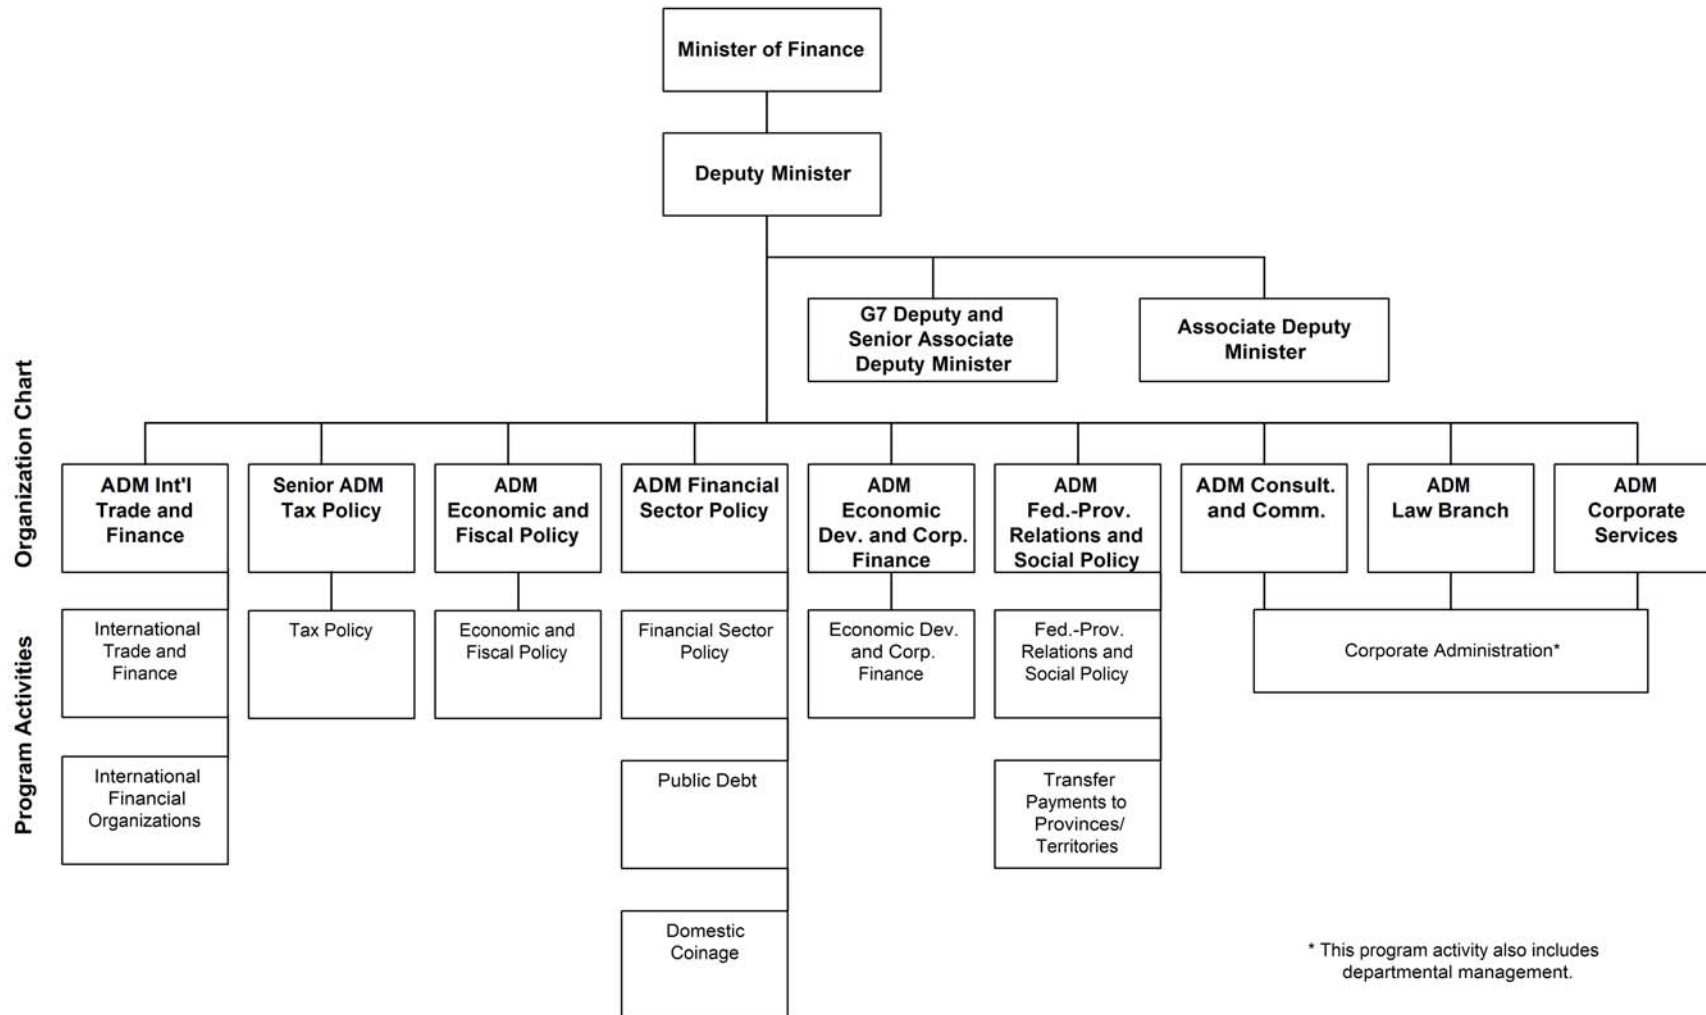 Minister of Finance
Deputy Minister
G7 Deputy and
Senior Associate
Deputy Minister
Associate Deputy
Minister
Organization Chart
ADM Int'l
Trade and
Finance
Senior ADM
Tax Policy
ADM
Economic and
Fiscal Policy
ADM Financial
Sector Policy
ADM
Economic
Dev. and Corp.
Finance
ADM
Fed.-Prov.
Relations and
Social Policy
ADM Consult.
and Comm.
ADM
Law Branch
ADM
Corporate
Services
Program Activities
International
Trade and
Finance
Tax Policy
Economic and
Fiscal Policy
Financial Sector
Policy
Economic Dev.
and Corp.
Finance
Fed.-Prov.
Relations and
Social Policy
Corporate Administration*
International
Financial
Organizations
Public Debt
Transfer
Payments to
Provinces/
Territories
Domestic
Coinage
* This program activity also includes
departmental management.